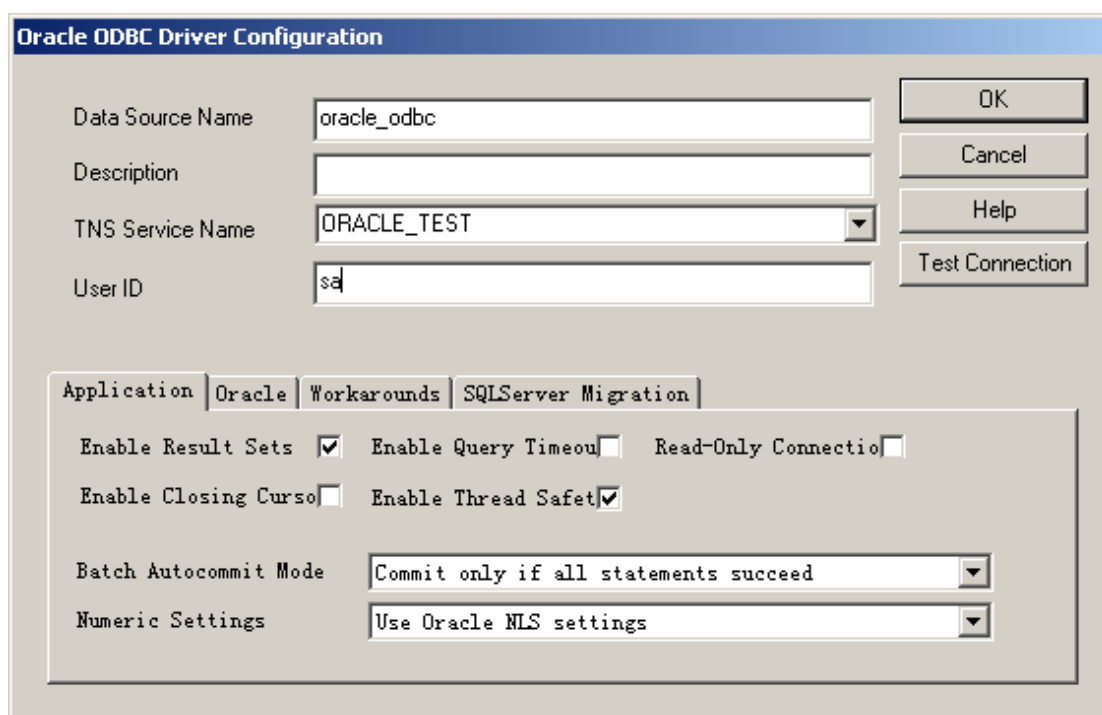 Oracle ODBC Driver Configuration
Data Source Name oracle_odbc
OK
Description
Cancel
TNS Service Name ORACLE_TEST
Help
User ID sa
Test Connection
Application Oracle Workarounds SQLServer Migration
Enable Result Sets Enable Query Timeou Read-Only Connectio
Enable Closing Curso Enable Thread Safet
Batch Autocommit Mode Commit only if all statements succeed
Numeric Settings Use Oracle NLS settings